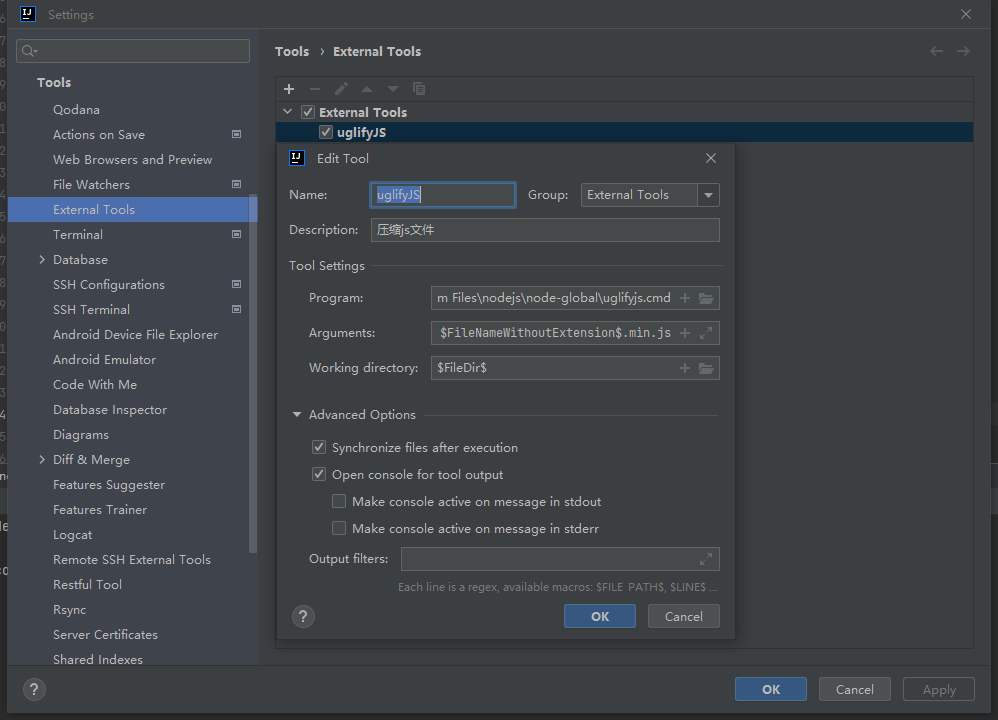 Settings
Tools › External Tools
Tools
Qodana
Actions on Save
Web Browsers and Preview
File Watchers
External Tools
Terminal
Database
SSH Configurations
SSH Terminal
Android Device File Explorer
Android Emulator
Code With Me
Database Inspector
Diagrams
Diff & Merge
Features Suggester
Features Trainer
Logcat
Remote SSH External Tools
Restful Tool
Rsync
Server Certificates
Shared Indexes
External Tools
uglifyJS
Edit Tool
Name: uglifyJS Group: External Tools
Description: 压缩js文件
Tool Settings
Program: m Files\nodejs\node-global\uglifyjs.cmd
Arguments: $FileNameWithoutExtension$.min.js
Working directory: $FileDir$
Advanced Options
Synchronize files after execution
Open console for tool output
Make console active on message in stdout
Make console active on message in stderr
Output filters:
Each line is a regex, available macros: $FILE_PATH$, $LINE$ ...
? OK Cancel
? OK Cancel Apply